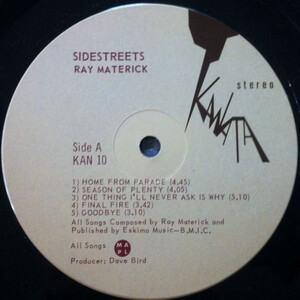 SIDESTREETS
RAY MATERICK
stereo
KANATA
Side A
KAN 10
1) HOME FROM PARADE (4.45)
2) SEASON OF PLENTY (4.05)
3) ONE THING I'LL NEVER ASK IS WHY (5.10)
4) FINAL FIRE (3.42)
5) GOODBYE (3.10)
All Songs Composed by Ray Materick and
Published by Eskimo Music—B.M.I.C.
All Songs
MAPL
Producer: Dave Bird